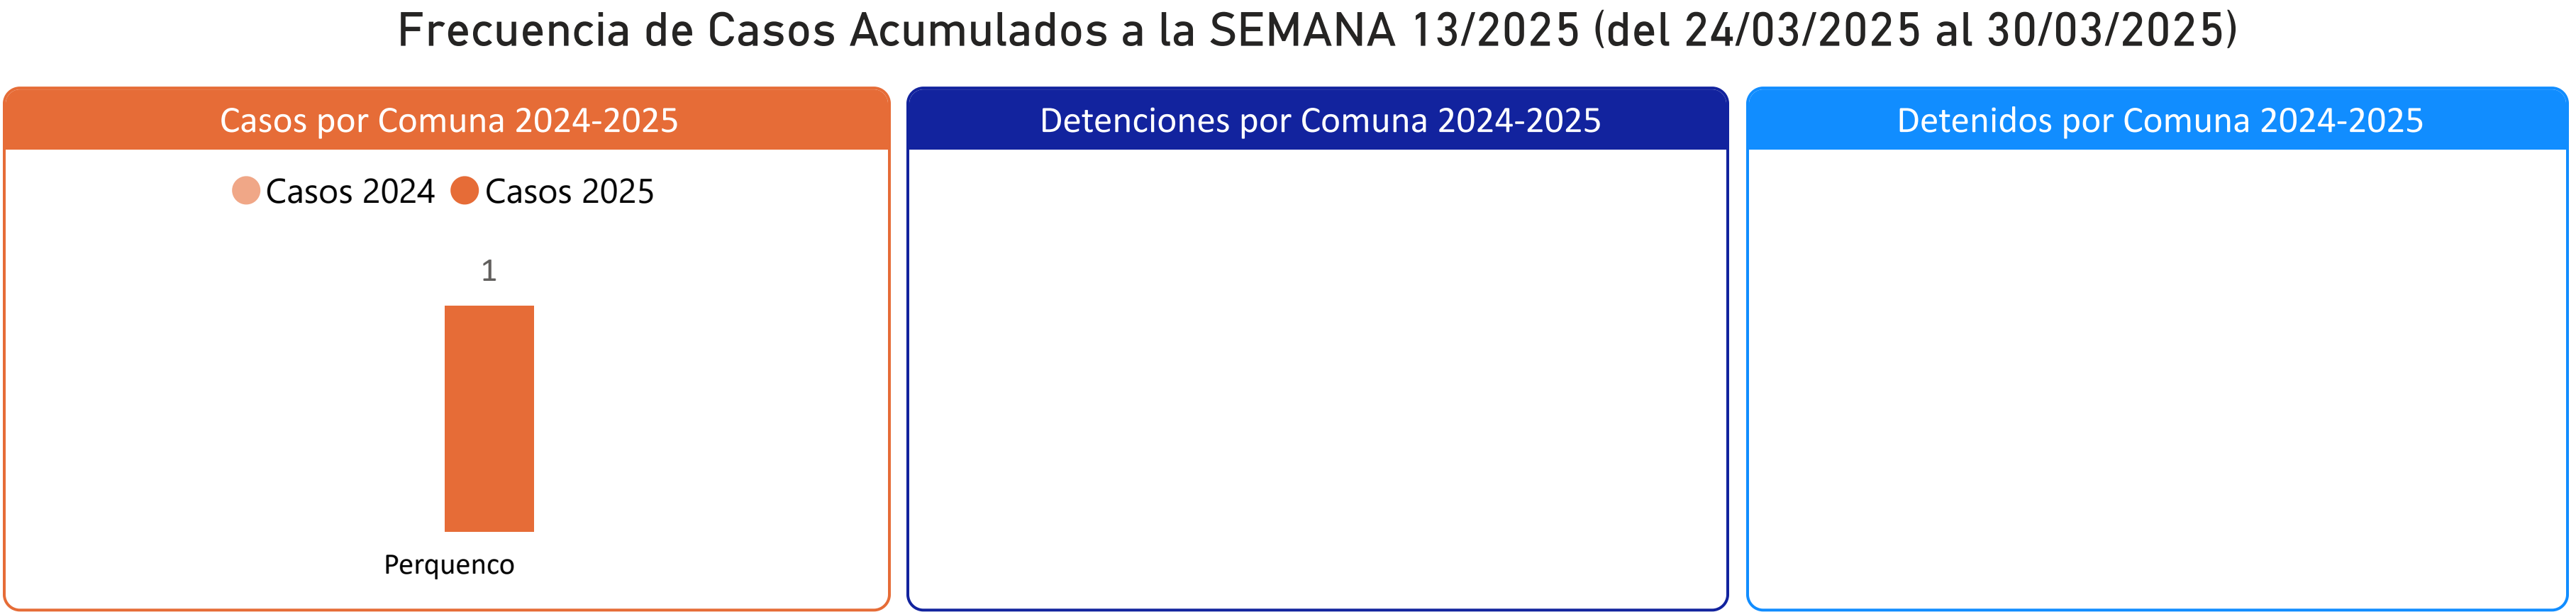 Frecuencia de Casos Acumulados a la SEMANA 13/2025 (del 24/03/2025 al 30/03/2025)
Casos por Comuna 2024-2025
Casos 2024 Casos 2025
1
Perquenco
Detenciones por Comuna 2024-2025
Detenidos por Comuna 2024-2025